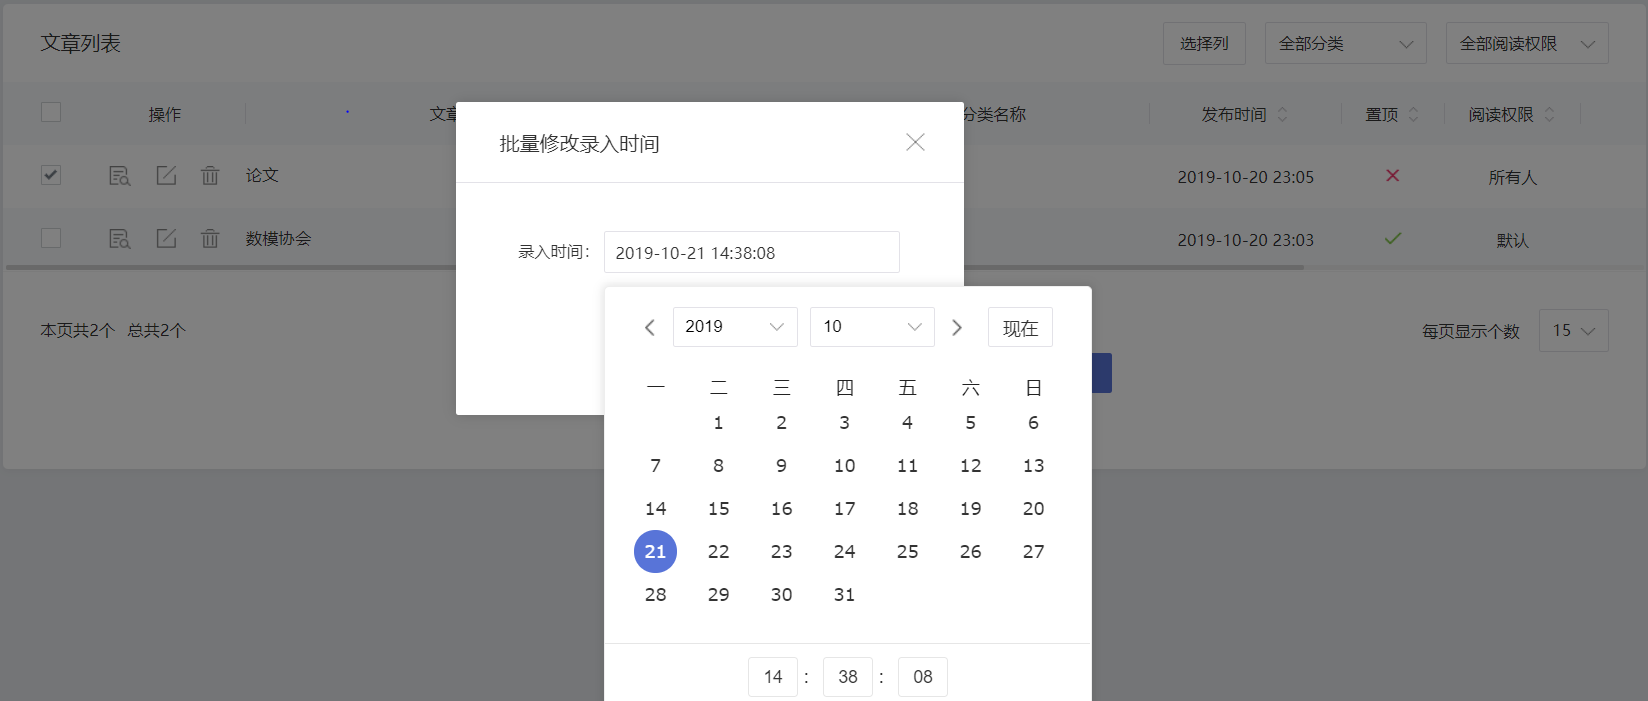 文章列表 选择列 全部分类 全部阅读权限
操作 文章 分类名称 发布时间 置顶 阅读权限
批量修改录入时间
论文 2019-10-20 23:05 所有人
数模协会 2019-10-20 23:03 默认
录入时间： 2019-10-21 14:38:08
本页共2个 总共2个 每页显示个数 15
2019 10 现在
一 二 三 四 五 六 日
1 2 3 4 5 6
7 8 9 10 11 12 13
14 15 16 17 18 19 20
21 22 23 24 25 26 27
28 29 30 31
14 : 38 : 08